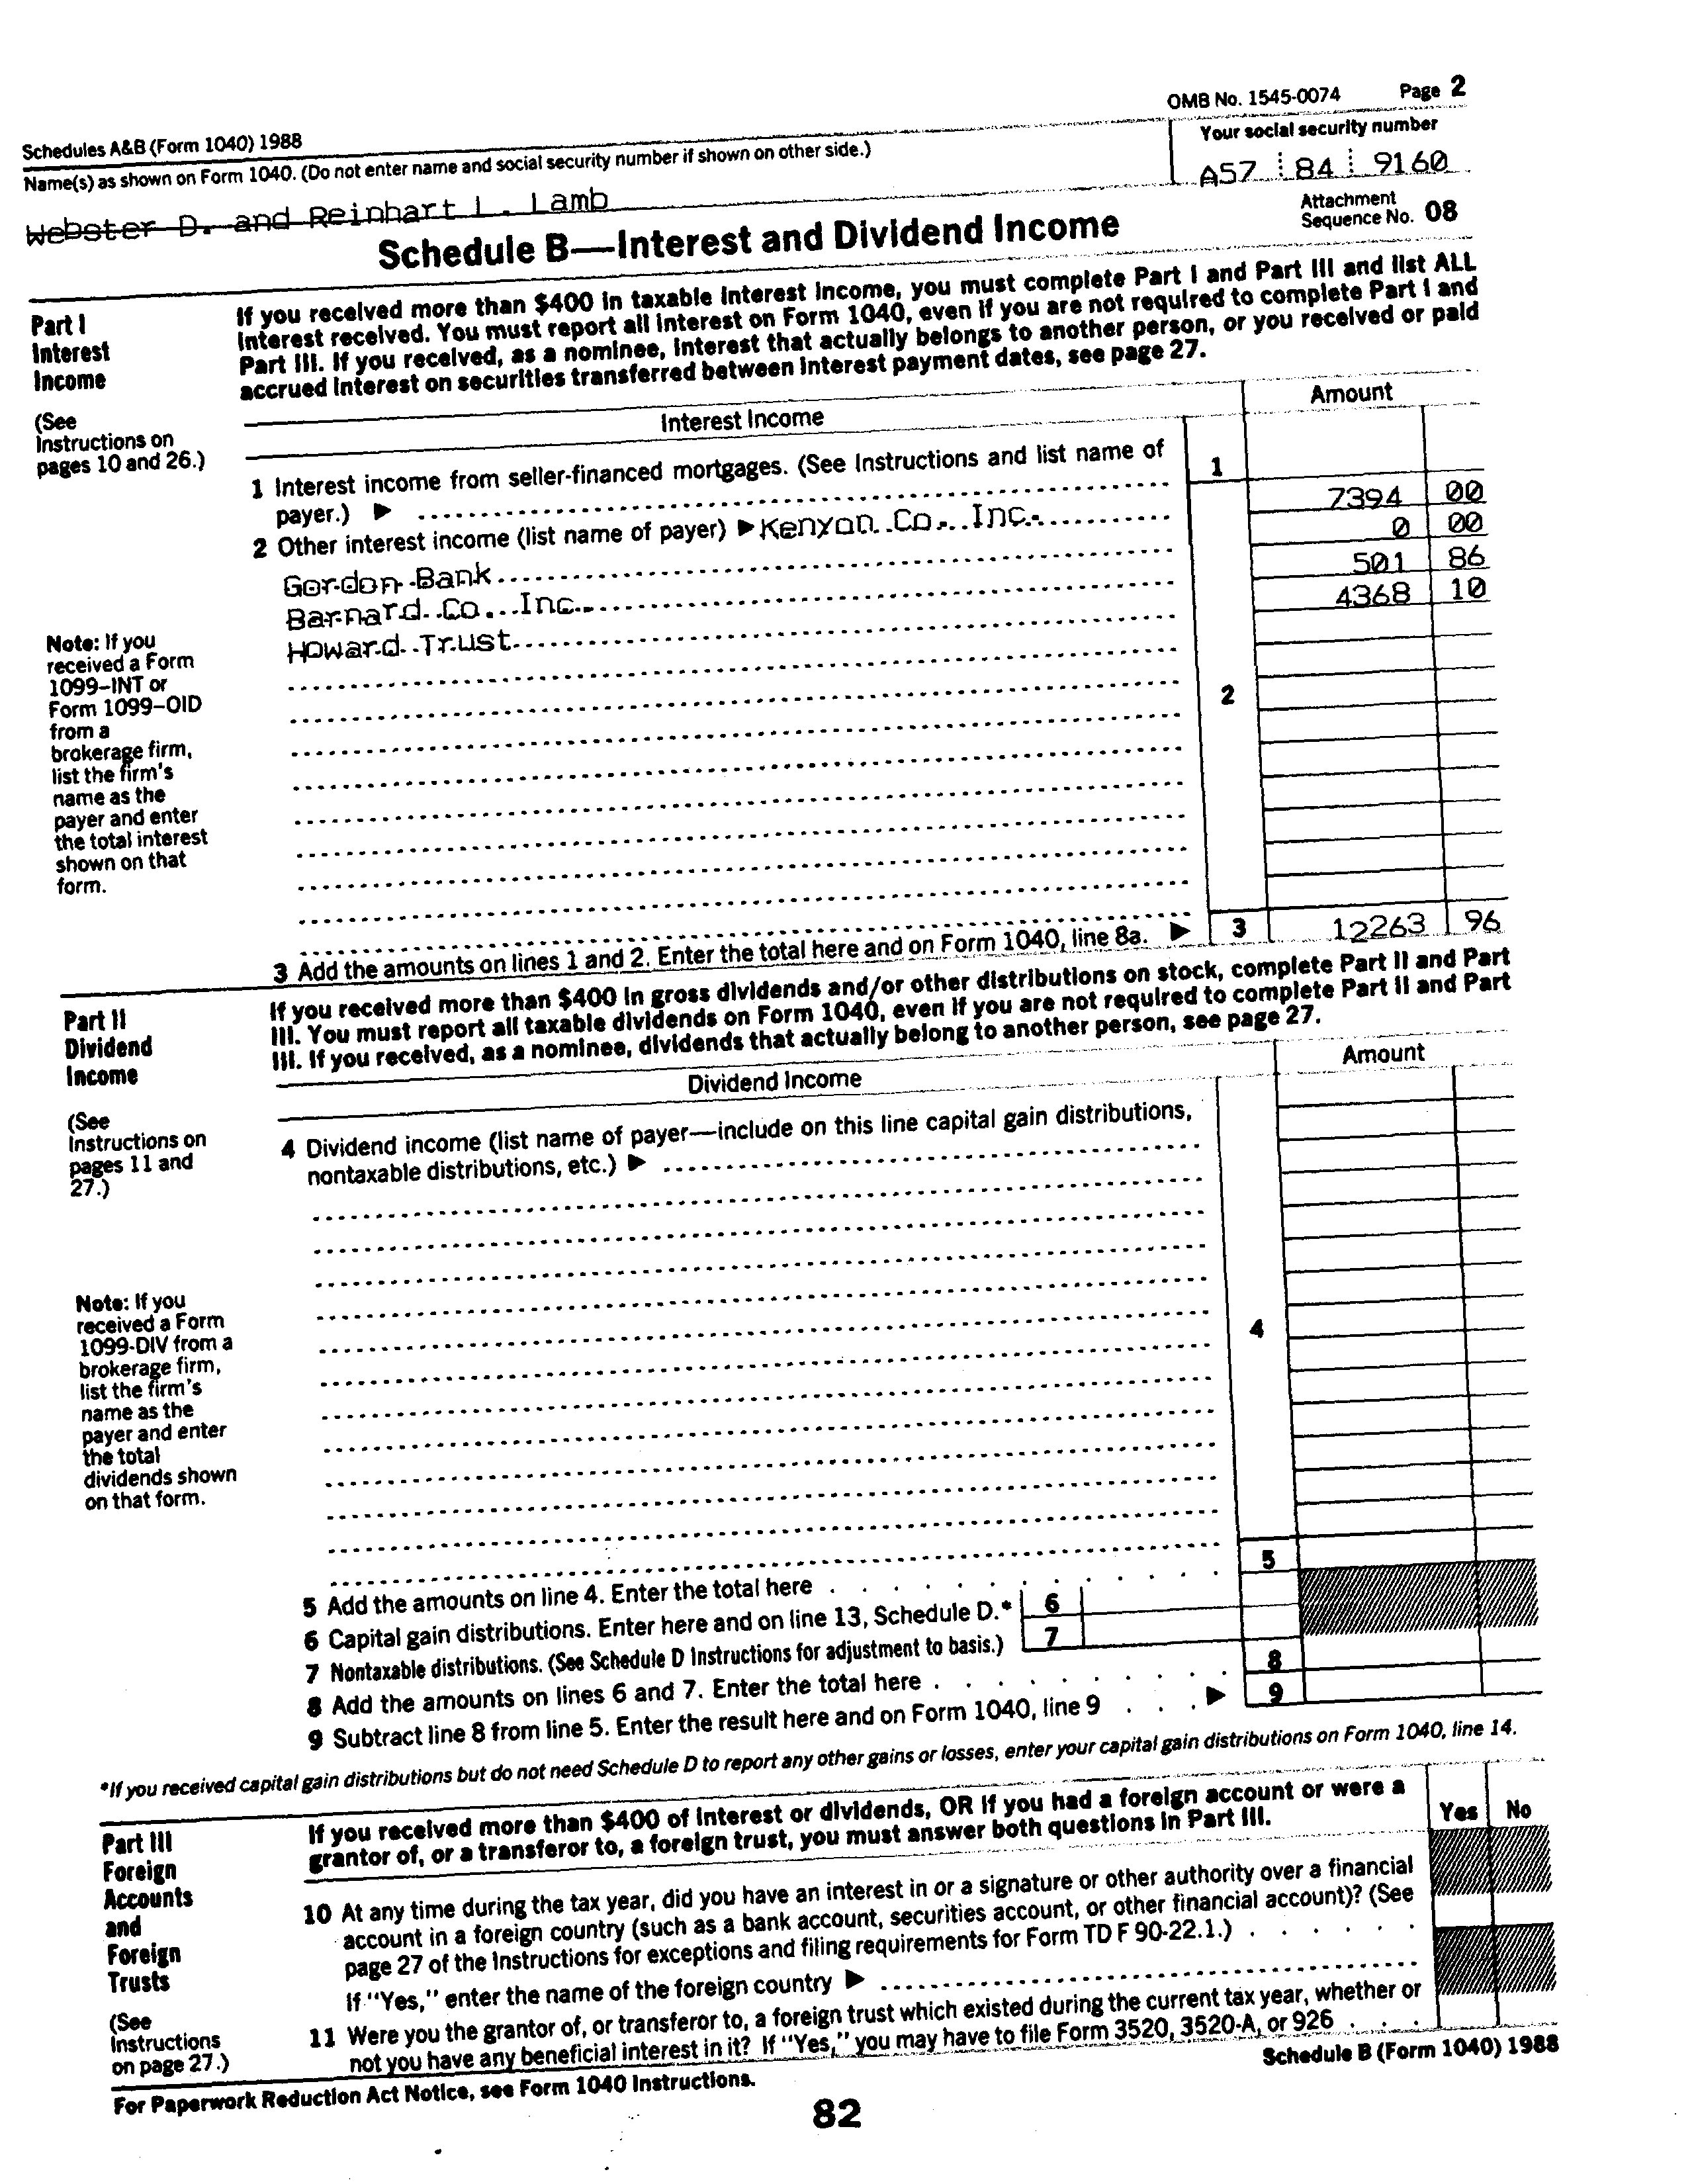 Schedules A&B (Form 1040) 1988
OMB No. 1545-0074 Page 2
Name(s) as shown on Form 1040. (Do not enter name and social security number if shown on other side.)
Your social security number
Webster D. and Reinhart L. Lamb
A57 84 9160
Schedule B—Interest and Dividend Income
Attachment
Sequence No. 08
Part I
Interest
Income
(See
Instructions on
pages 10 and 26.)
If you received more than $400 in taxable interest income, you must complete Part I and Part III and list ALL
interest received. You must report all interest on Form 1040, even if you are not required to complete Part I and
Part III. If you received, as a nominee, interest that actually belongs to another person, or you received or paid
accrued interest on securities transferred between interest payment dates, see page 27.
Interest Income
Amount
1 Interest income from seller-financed mortgages. (See Instructions and list name of
payer.) ▶
1
2 Other interest income (list name of payer) ▶ Kenyon Co., Inc. 7394 00
Gordon Bank 0 00
Barnard Co., Inc. 501 86
Howard Trust 4368 10
2
Note: If you
received a Form
1099–INT or
Form 1099–OID
from a
brokerage firm,
list the firm's
name as the
payer and enter
the total interest
shown on that
form.
3 Add the amounts on lines 1 and 2. Enter the total here and on Form 1040, line 8a. ▶ 3 12263 96
Part II
Dividend
Income
(See
Instructions on
pages 11 and
27.)
If you received more than $400 in gross dividends and/or other distributions on stock, complete Part II and Part
III. You must report all taxable dividends on Form 1040, even if you are not required to complete Part II and Part
III. If you received, as a nominee, dividends that actually belong to another person, see page 27.
Dividend Income
Amount
4 Dividend income (list name of payer—include on this line capital gain distributions,
nontaxable distributions, etc.) ▶
4
Note: If you
received a Form
1099-DIV from a
brokerage firm,
list the firm's
name as the
payer and enter
the total
dividends shown
on that form.
5 Add the amounts on line 4. Enter the total here 5
6 Capital gain distributions. Enter here and on line 13, Schedule D.* 6
7 Nontaxable distributions. (See Schedule D Instructions for adjustment to basis.) 7
8 Add the amounts on lines 6 and 7. Enter the total here 8
9 Subtract line 8 from line 5. Enter the result here and on Form 1040, line 9 ▶ 9
*If you received capital gain distributions but do not need Schedule D to report any other gains or losses, enter your capital gain distributions on Form 1040, line 14.
Part III
Foreign
Accounts
and
Foreign
Trusts
(See
Instructions
on page 27.)
If you received more than $400 of interest or dividends, OR if you had a foreign account or were a
grantor of, or a transferor to, a foreign trust, you must answer both questions in Part III.
Yes No
10 At any time during the tax year, did you have an interest in or a signature or other authority over a financial
account in a foreign country (such as a bank account, securities account, or other financial account)? (See
page 27 of the Instructions for exceptions and filing requirements for Form TD F 90-22.1.)
If "Yes," enter the name of the foreign country ▶
11 Were you the grantor of, or transferor to, a foreign trust which existed during the current tax year, whether or
not you have any beneficial interest in it? If "Yes," you may have to file Form 3520, 3520-A, or 926
For Paperwork Reduction Act Notice, see Form 1040 Instructions.
Schedule B (Form 1040) 1988
82